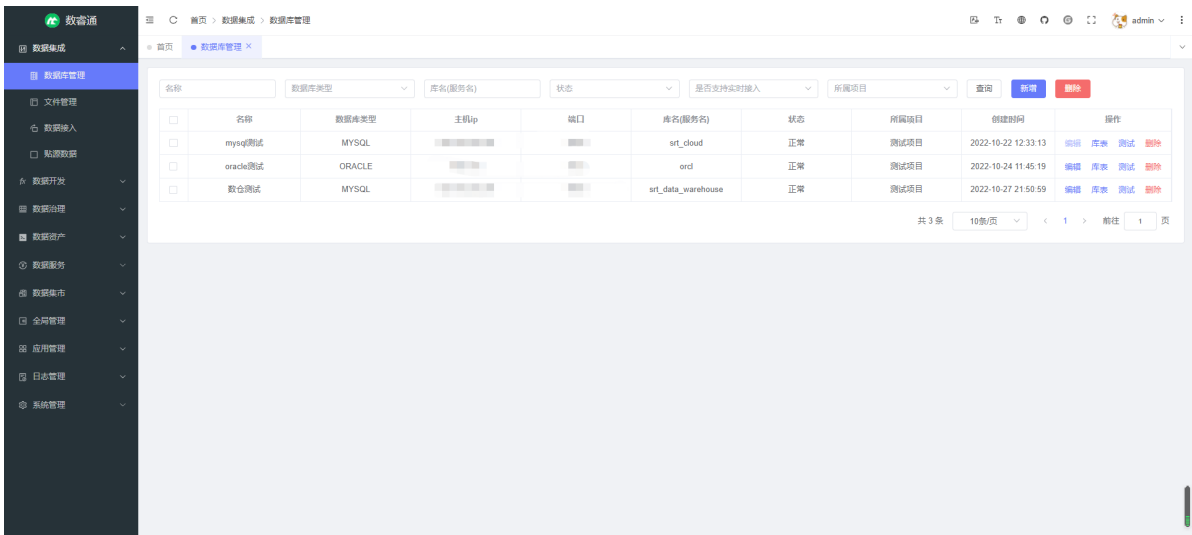 数睿通
首页 > 数据集成 > 数据库管理
admin
数据集成
首页
数据库管理 ×
数据库管理
文件管理
数据接入
贴源数据
数据开发
数据治理
数据资产
数据服务
数据集市
全局管理
应用管理
日志管理
系统管理
名称 数据库类型 库名(服务名) 状态 是否支持实时接入 所属项目 查询 新增 删除
名称 数据库类型 主机ip 端口 库名(服务名) 状态 所属项目 创建时间 操作
mysql测试 MYSQL srt_cloud 正常 测试项目 2022-10-22 12:33:13 编辑 库表 测试 删除
oracle测试 ORACLE orcl 正常 测试项目 2022-10-24 11:45:19 编辑 库表 测试 删除
数仓测试 MYSQL srt_data_warehouse 正常 测试项目 2022-10-27 21:50:59 编辑 库表 测试 删除
共 3 条 10条/页 < 1 > 前往 1 页